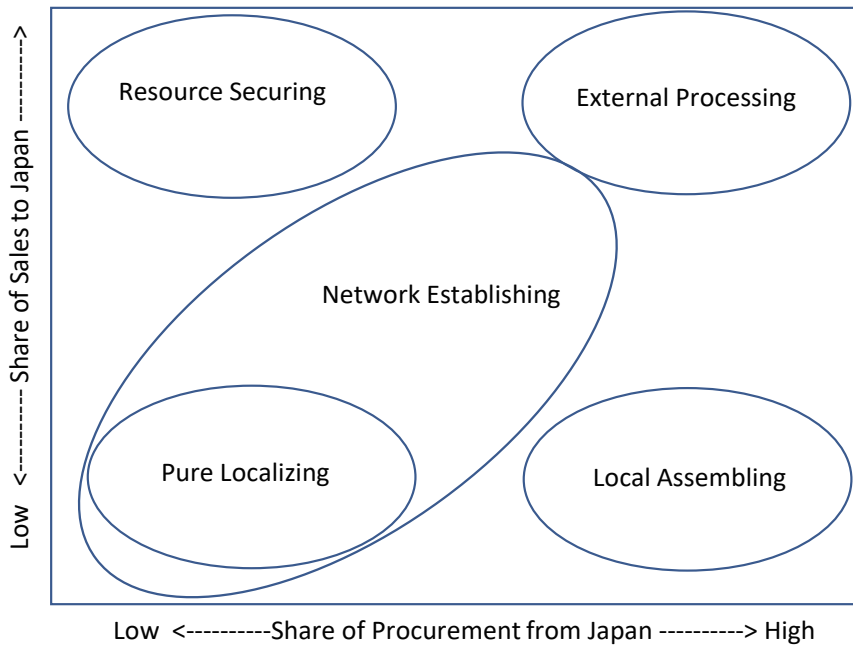 Resource Securing
External Processing
Network Establishing
Pure Localizing
Local Assembling
Low <---------- Share of Sales to Japan ---------->
Low <----------Share of Procurement from Japan ----------> High